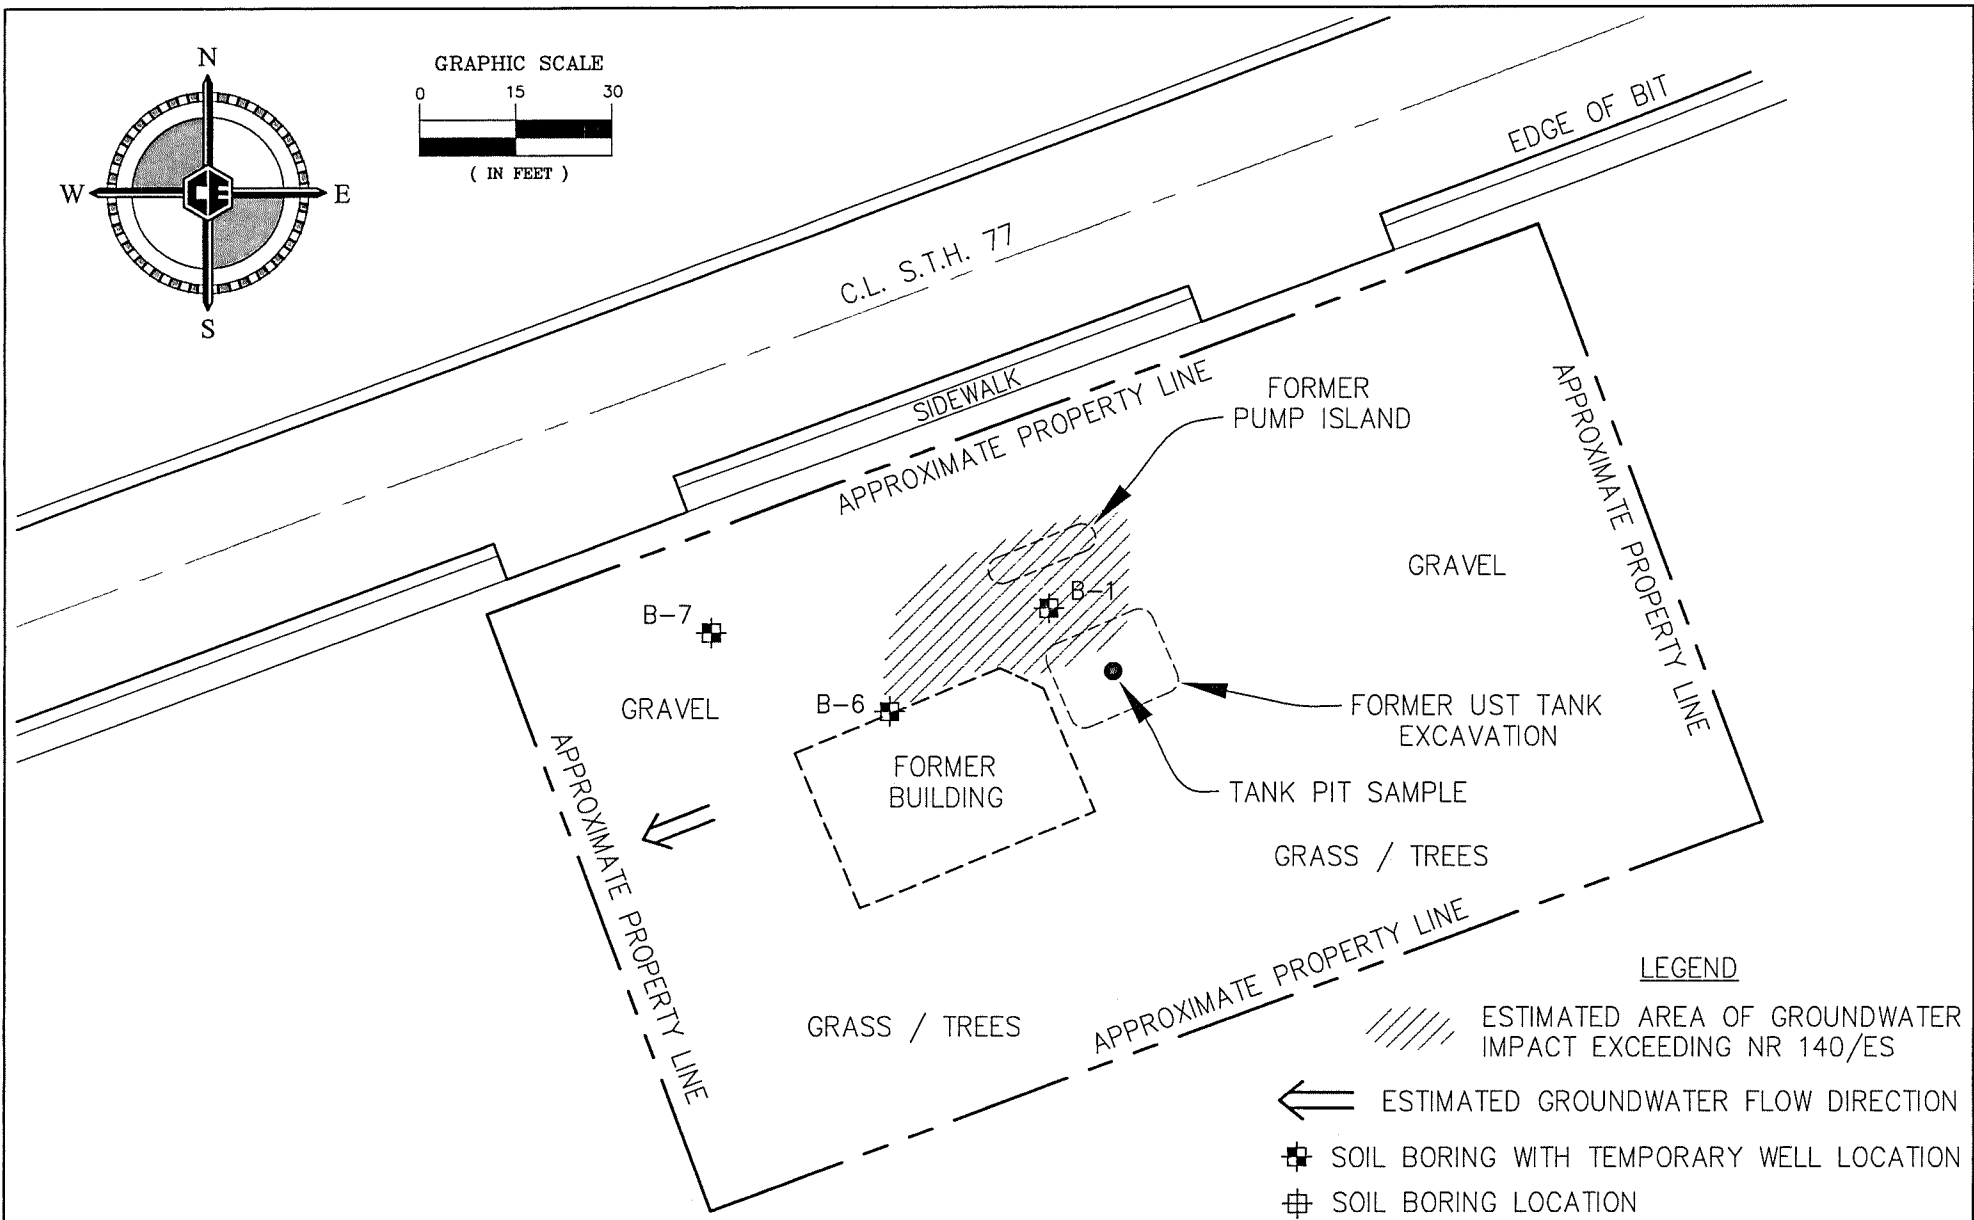 N
W
E
S
GRAPHIC SCALE
0 15 30
( IN FEET )
C.L. S.T.H. 77
EDGE OF BIT
SIDEWALK
APPROXIMATE PROPERTY LINE
FORMER
PUMP ISLAND
APPROXIMATE PROPERTY LINE
GRAVEL
B-1
B-7
GRAVEL
B-6
FORMER UST TANK
EXCAVATION
FORMER
BUILDING
TANK PIT SAMPLE
APPROXIMATE PROPERTY LINE
GRASS / TREES
APPROXIMATE PROPERTY LINE
GRASS / TREES
LEGEND
ESTIMATED AREA OF GROUNDWATER
IMPACT EXCEEDING NR 140/ES
ESTIMATED GROUNDWATER FLOW DIRECTION
SOIL BORING WITH TEMPORARY WELL LOCATION
SOIL BORING LOCATION